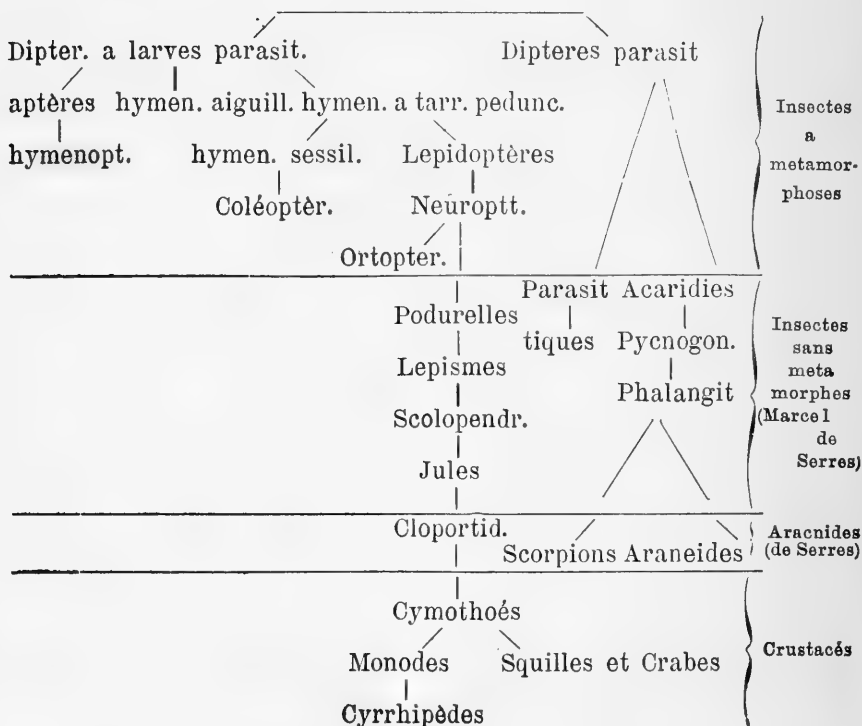 Dipter. a larves parasit. Dipteres parasit
aptères hymen. aiguill. hymen. a tarr. pedunc.
hymenopt. hymen. sessil. Lepidoptères
Coléoptèr. Neüroptt.
Ortopter.
Insectes
a
metamor-
phoses
Parasit Acaridies
Podurelles tiques Pycnogon.
Lepismes Phalangit
Scolopendr.
Jules
Insectes
sans
meta
morphes
(Marcel
de
Serres)
Cloportid.
Scorpions Araneides
Aracnides
(de Serres)
Cymothoés
Monodes Squilles et Crabes
Cyrrhipèdes
Crustacés